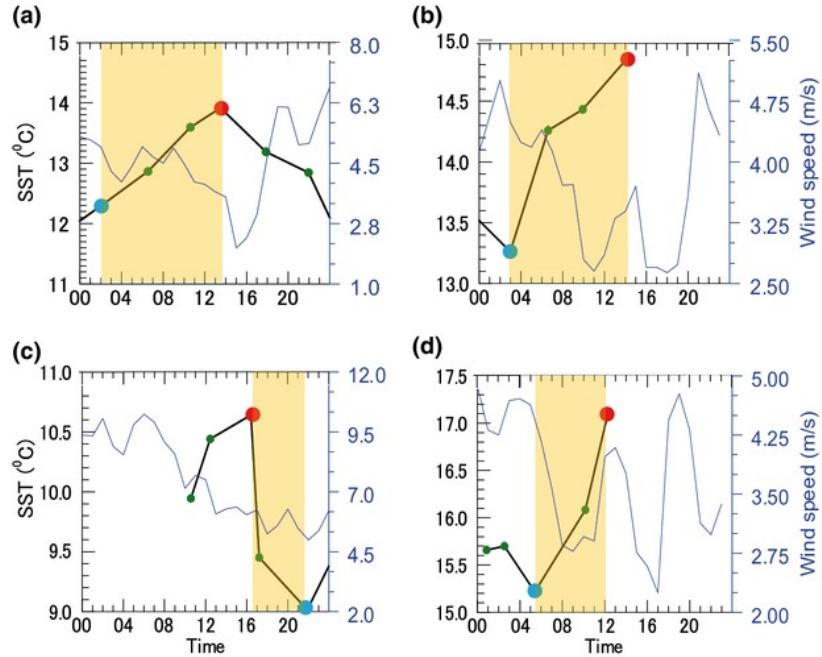 (a)
15
14
13
12
11
SST (⁰C)
8.0
6.3
4.5
2.8
1.0
00 04 08 12 16 20
(b)
15.0
14.5
14.0
13.5
13.0
5.50
4.75
4.00
3.25
2.50
Wind speed (m/s)
00 04 08 12 16 20
(c)
11.0
10.5
10.0
9.5
9.0
SST (⁰C)
12.0
9.5
7.0
4.5
2.0
00 04 08 12 16 20
Time
(d)
17.5
17.0
16.5
16.0
15.5
15.0
5.00
4.25
3.50
2.75
2.00
Wind speed (m/s)
00 04 08 12 16 20
Time